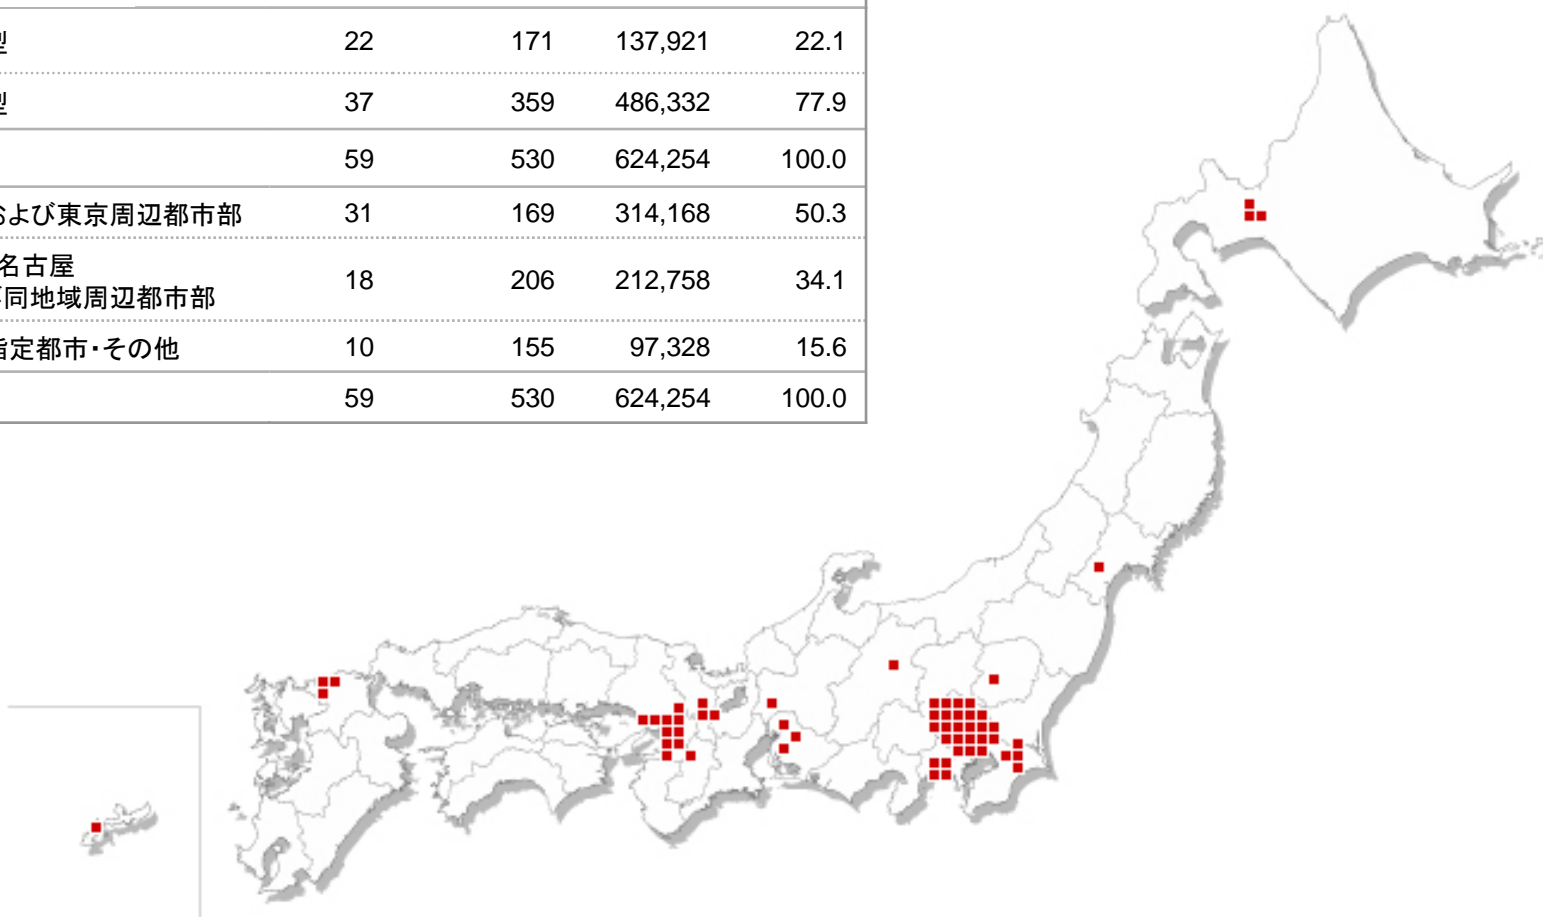 型 22 171 137,921 22.1
型 37 359 486,332 77.9
59 530 624,254 100.0
および東京周辺都市部 31 169 314,168 50.3
名古屋
同地域周辺都市部 18 206 212,758 34.1
指定都市・その他 10 155 97,328 15.6
59 530 624,254 100.0